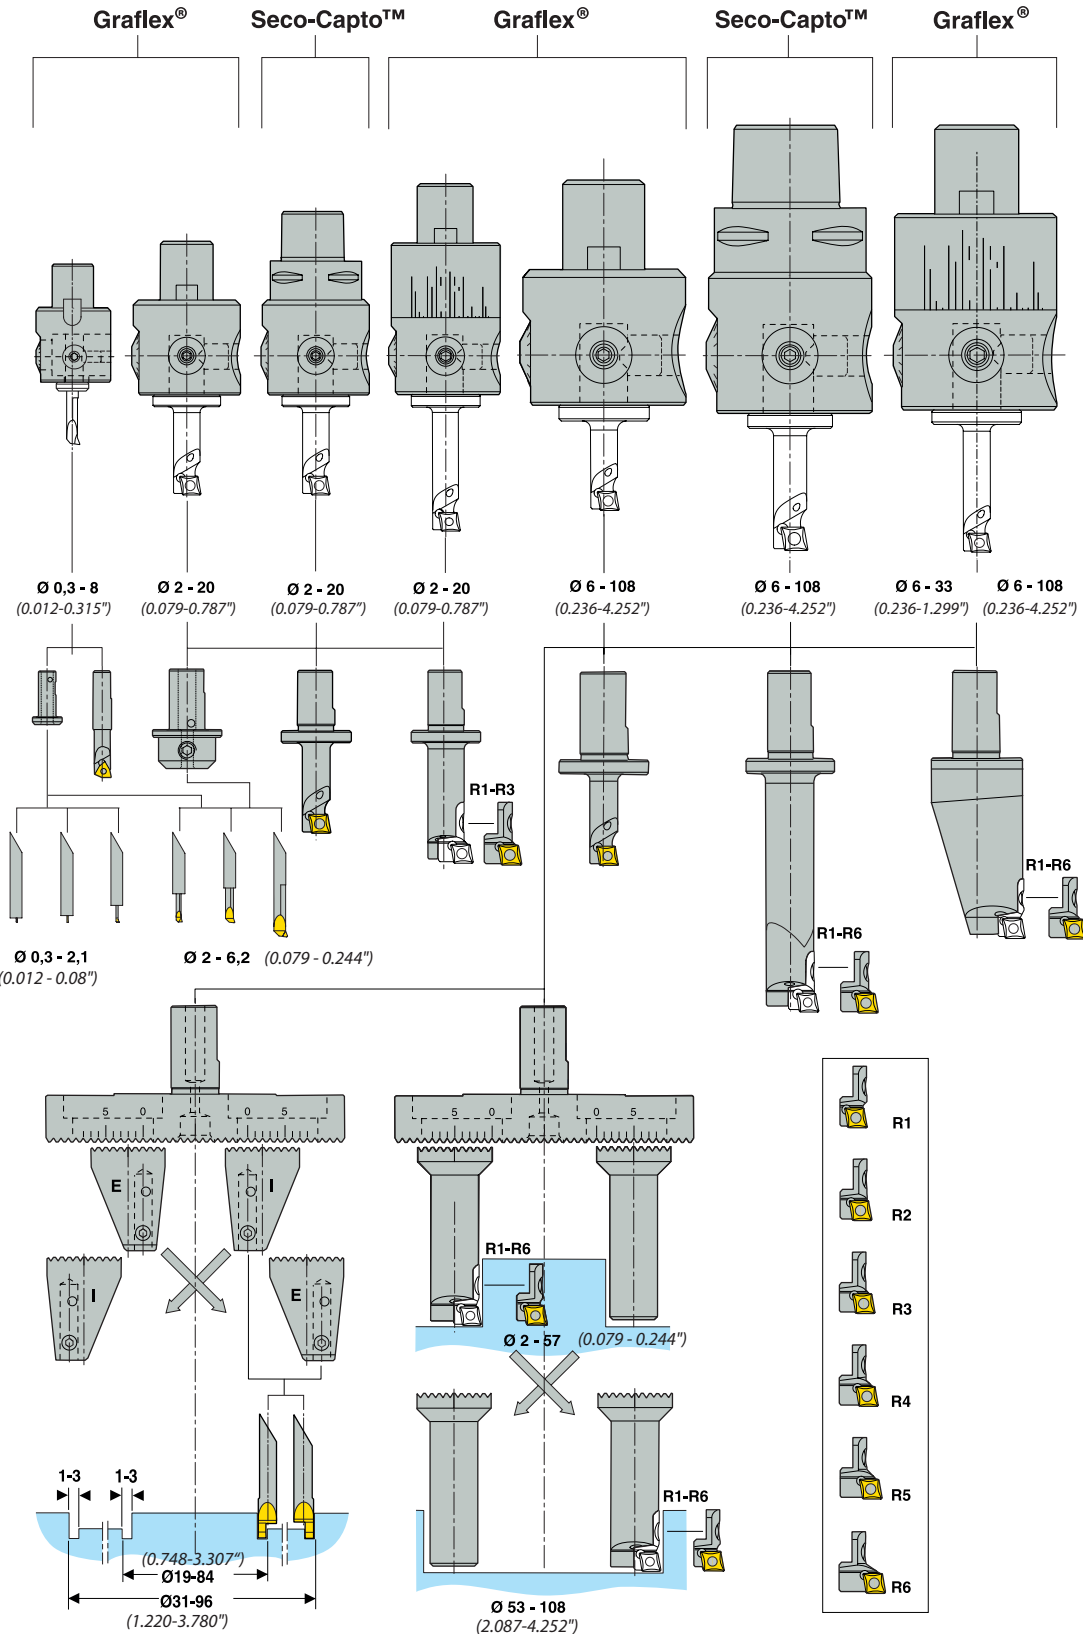 Graflex® Seco-Capto™ Graflex® Seco-Capto™ Graflex®
Ø 0,3 - 8 Ø 2 - 20 Ø 2 - 20 Ø 2 - 20 Ø 6 - 108 Ø 6 - 108 Ø 6 - 33 Ø 6 - 108
(0.012-0.315") (0.079-0.787") (0.079-0.787") (0.079-0.787") (0.236-4.252") (0.236-4.252") (0.236-1.299") (0.236-4.252")
R1-R3
R1-R6
R1-R6
Ø 0,3 - 2,1 Ø 2 - 6,2 (0.079 - 0.244")
(0.012 - 0.08")
5 0 0 5 5 0 0 5
E I
R1-R6
I E
Ø 2 - 57 (0.079 - 0.244")
1-3 1-3
R1-R6
(0.748-3.307")
Ø19-84
Ø31-96
(1.220-3.780")
Ø 53 - 108
(2.087-4.252")
R1
R2
R3
R4
R5
R6